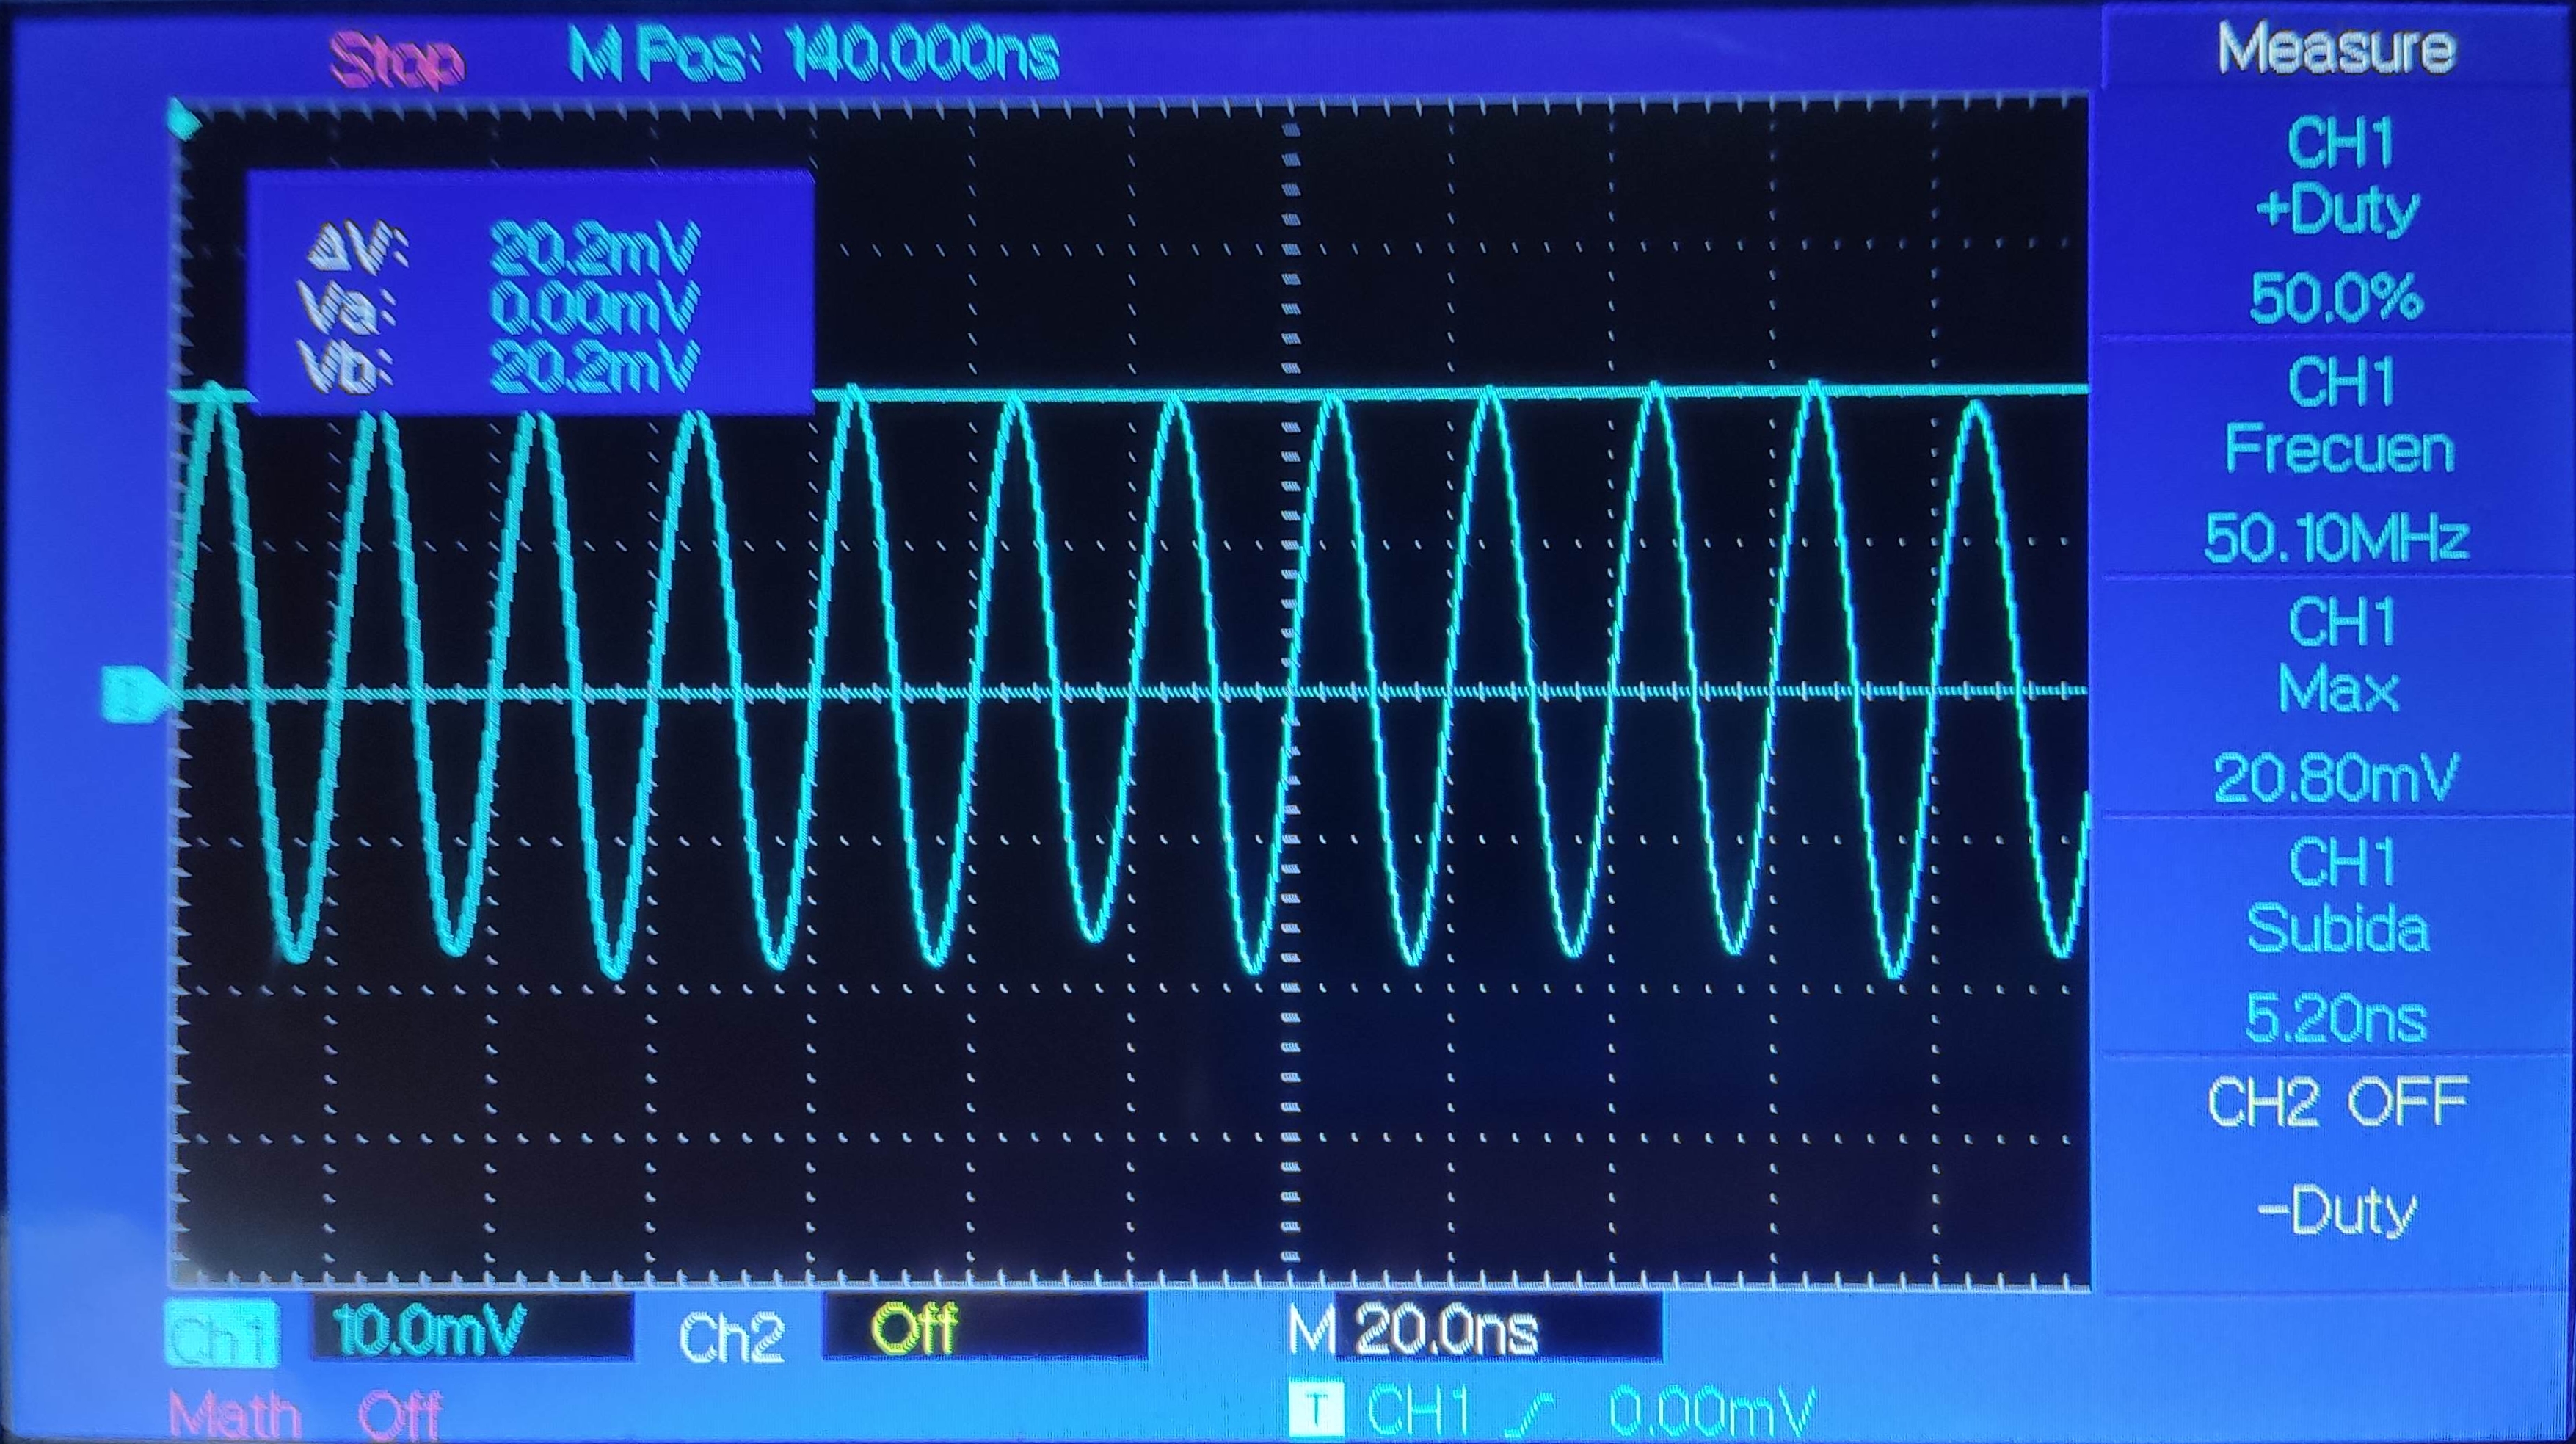 Stop M Pos: 140.000ns
Measure
ΔV: 20.2mV
Va: 0.00mV
Vb: 20.2mV
CH1
+Duty
50.0%
CH1
Frecuen
50.10MHz
CH1
Max
20.80mV
CH1
Subida
5.20ns
CH2 OFF
-Duty
1
Ch1 10.0mV Ch2 Off M 20.0ns
Math Off T CH1 0.00mV